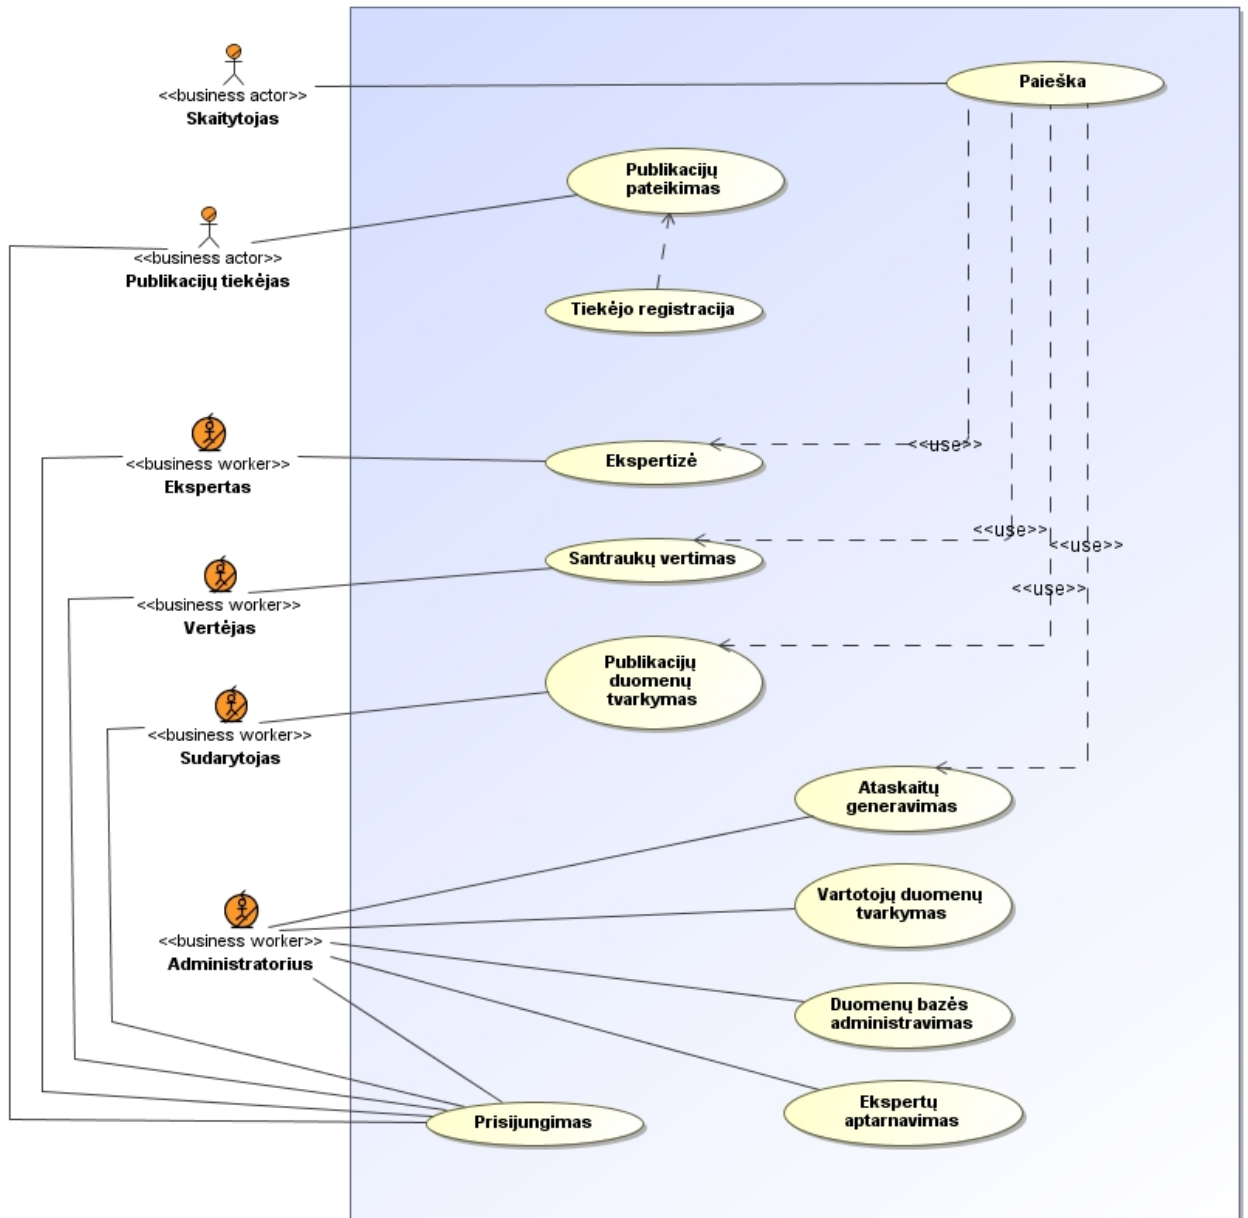 <<business actor>>
Skaitytojas
Paieška
Publikacijų
pateikimas
<<business actor>>
Publikacijų tiekėjas
Tiekėjo registracija
<<business worker>>
Ekspertas
Ekspertizė
<<use>>
<<business worker>>
Vertėjas
Santraukų vertimas
<<use>>
<<use>>
<<use>>
<<business worker>>
Sudarytojas
Publikacijų
duomenų
tvarkymas
Ataskaitų
generavimas
Vartotojų duomenų
tvarkymas
<<business worker>>
Administratorius
Duomenų bazės
administravimas
Ekspertų
aptarnavimas
Prisijungimas